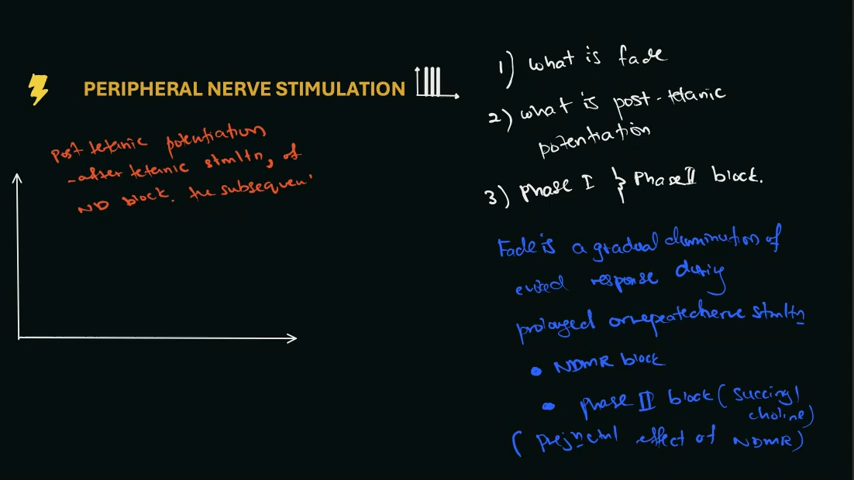 PERIPHERAL NERVE STIMULATION
Post tetanic potentiation
-after tetanic stmltn, of
ND block. the subsequen
1) what is fade
2) what is post-tetanic
potentiation
3) Phase I } Phase II block.
Fade is a gradual diminution of
evoked response during
prolonged or repeated nerve stmltn
• NDMR block
• phase II block (succinyl
choline)
(prejnctnl effect of NDMR)